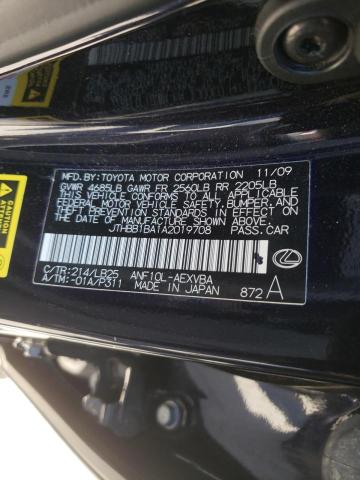 MFD.BY:TOYOTA MOTOR CORPORATION 11/09
GVWR 4685LB GAWR FR 2560LB RR 2205LB
THIS VEHICLE CONFORMS TO ALL APPLICABLE
FEDERAL MOTOR VEHICLE SAFETY, BUMPER, AND
THEFT PREVENTION STANDARDS IN EFFECT ON
THE DATE OF MANUFACTURE SHOWN ABOVE.
JTHBB1BA1A2019708 PASS.CAR
C/TR:214/LB25 ANF10L-AEXVBA
A/TM:-01A/P311 MADE IN JAPAN 872 A